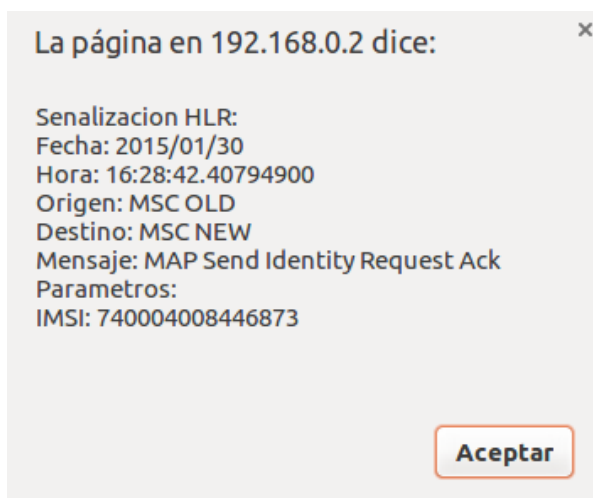 La página en 192.168.0.2 dice:
Senalizacion HLR:
Fecha: 2015/01/30
Hora: 16:28:42.40794900
Origen: MSC OLD
Destino: MSC NEW
Mensaje: MAP Send Identity Request Ack
Parametros:
IMSI: 740004008446873
Aceptar